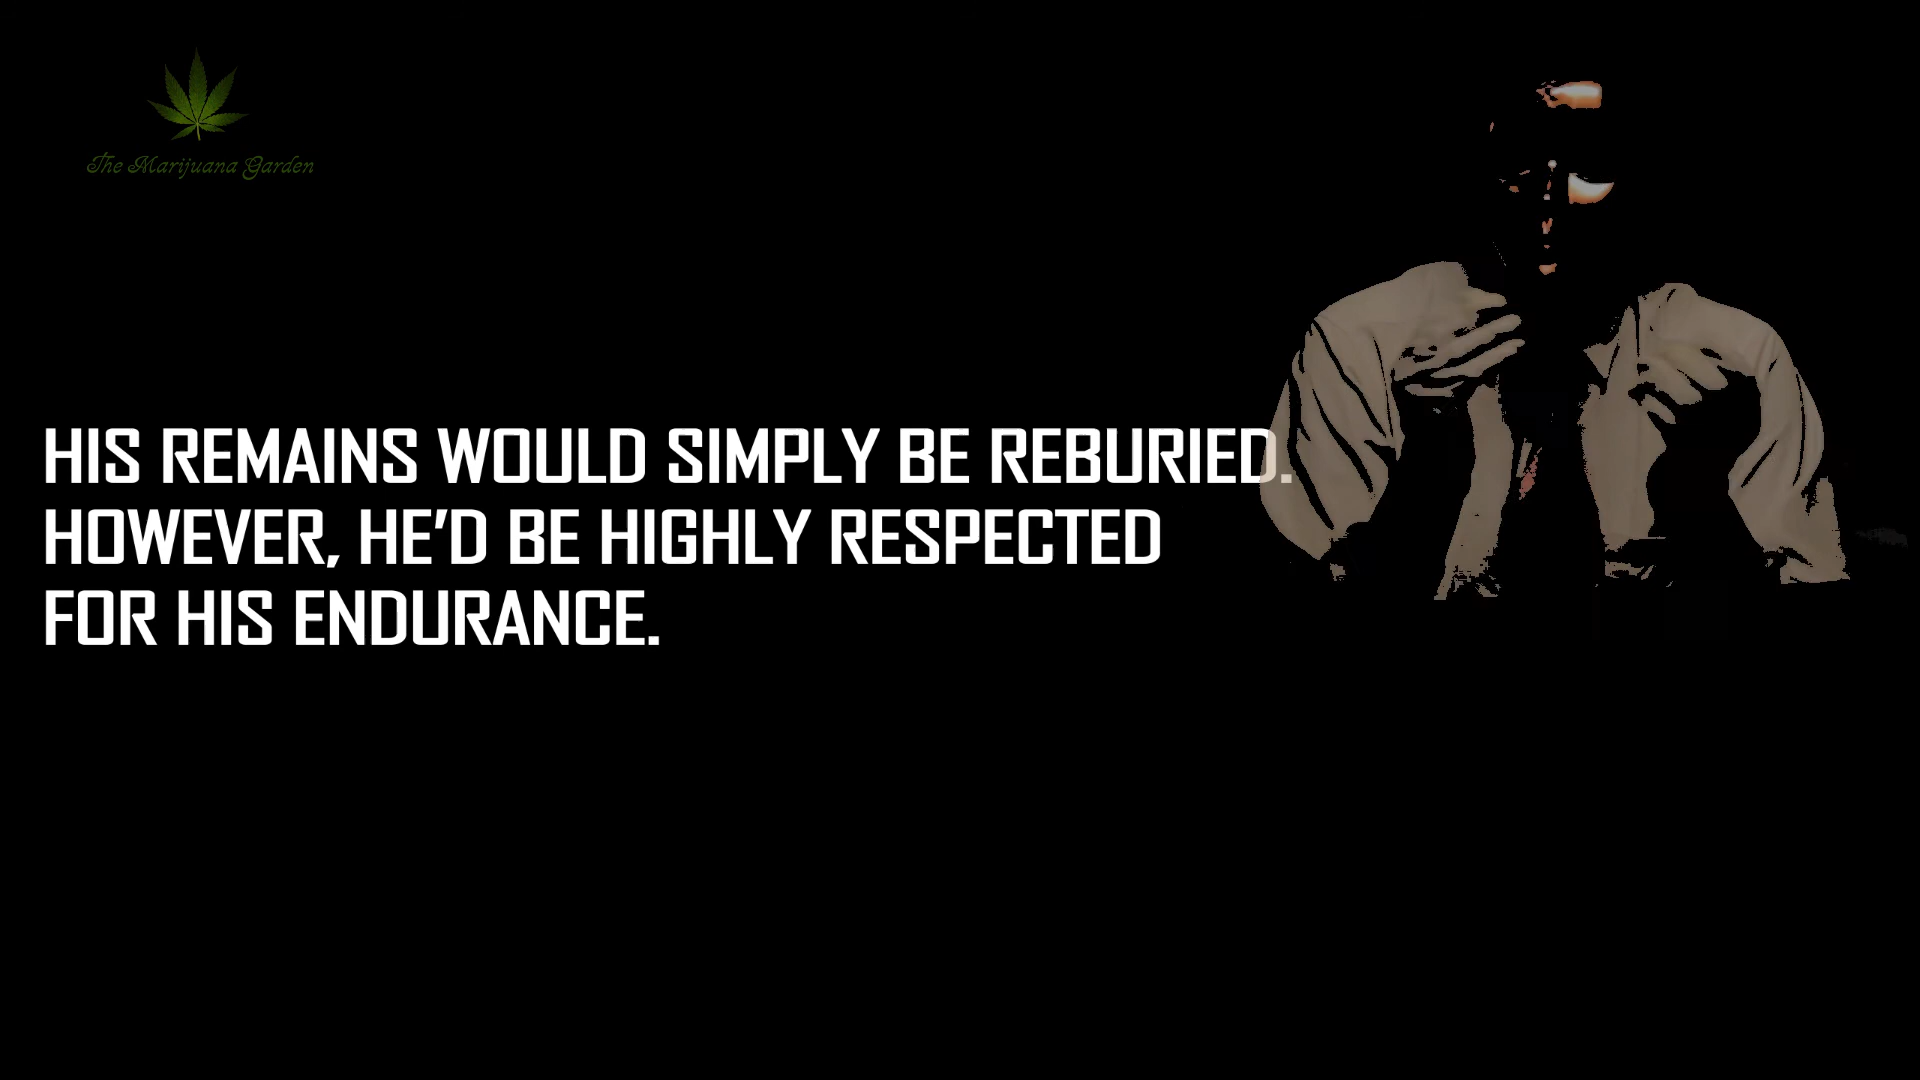 The Marijuana Garden
HIS REMAINS WOULD SIMPLY BE REBURIED.
HOWEVER, HE’D BE HIGHLY RESPECTED
FOR HIS ENDURANCE.